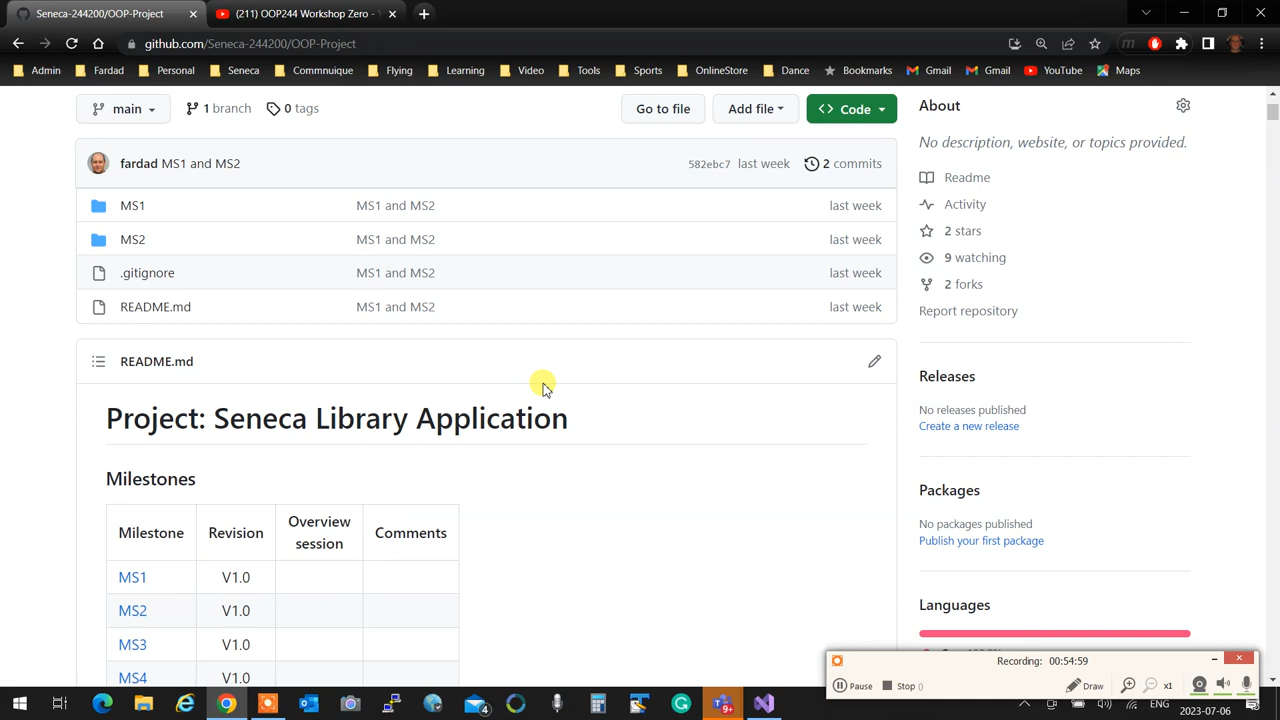 Seneca-244200/OOP-Project
(211) OOP244 Workshop Zero -
github.com/Seneca-244200/OOP-Project
Admin
Fardad
Personal
Seneca
Commnuique
Flying
Learning
Video
Tools
Sports
OnlineStore
Dance
Bookmarks
Gmail
Gmail
YouTube
Maps
main
1 branch
0 tags
Go to file
Add file
Code
fardad MS1 and MS2
582ebc7 last week
2 commits
MS1 MS1 and MS2 last week
MS2 MS1 and MS2 last week
.gitignore MS1 and MS2 last week
README.md MS1 and MS2 last week
README.md
Project: Seneca Library Application
Milestones
Milestone Revision Overview session Comments
MS1 V1.0
MS2 V1.0
MS3 V1.0
MS4 V1.0
About
No description, website, or topics provided.
Readme
Activity
2 stars
9 watching
2 forks
Report repository
Releases
No releases published
Create a new release
Packages
No packages published
Publish your first package
Languages
Recording: 00:54:59
Pause
Stop ()
x1
Draw
4
9+
ENG
2023-07-06